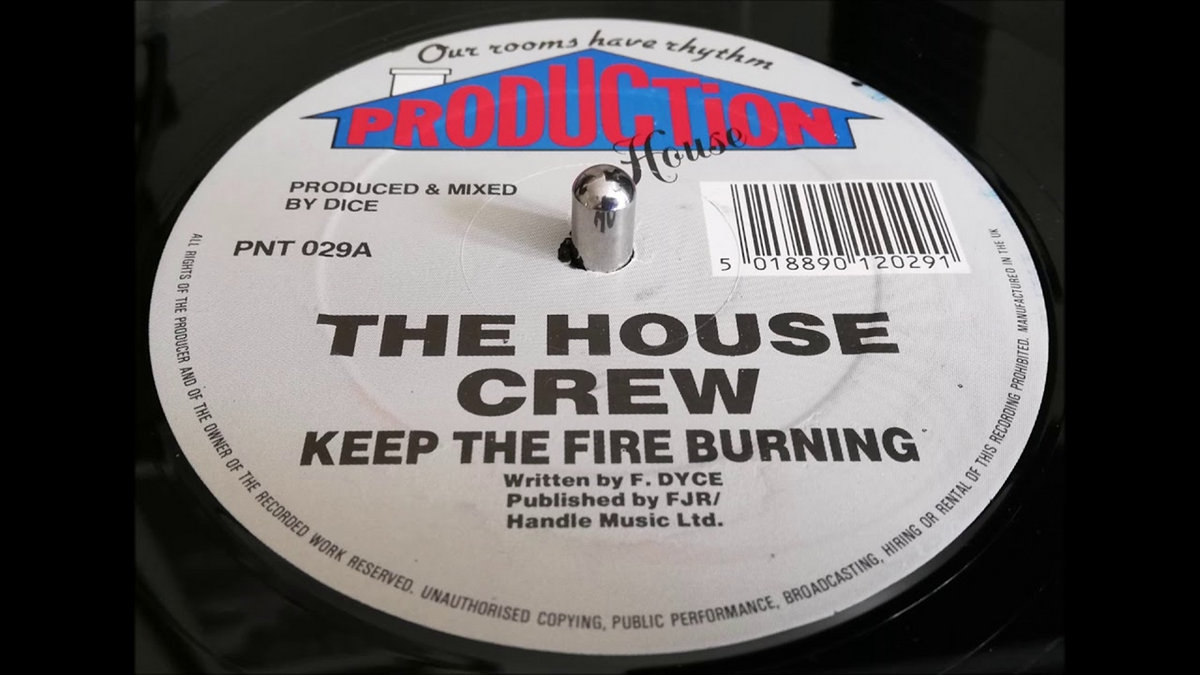 Our rooms have rhythm
PRODUCTiON
House
PRODUCED & MIXED
BY DICE
PNT 029A
5 018890 120291
THE HOUSE
CREW
KEEP THE FIRE BURNING
Written by F. DYCE
Published by FJR/
Handle Music Ltd.
ALL RIGHTS OF THE PRODUCER AND OF THE OWNER OF THE RECORDED WORK RESERVED. UNAUTHORISED COPYING, PUBLIC PERFORMANCE, BROADCASTING, HIRING OR RENTAL OF THIS RECORDING PROHIBITED. MANUFACTURED IN THE UK